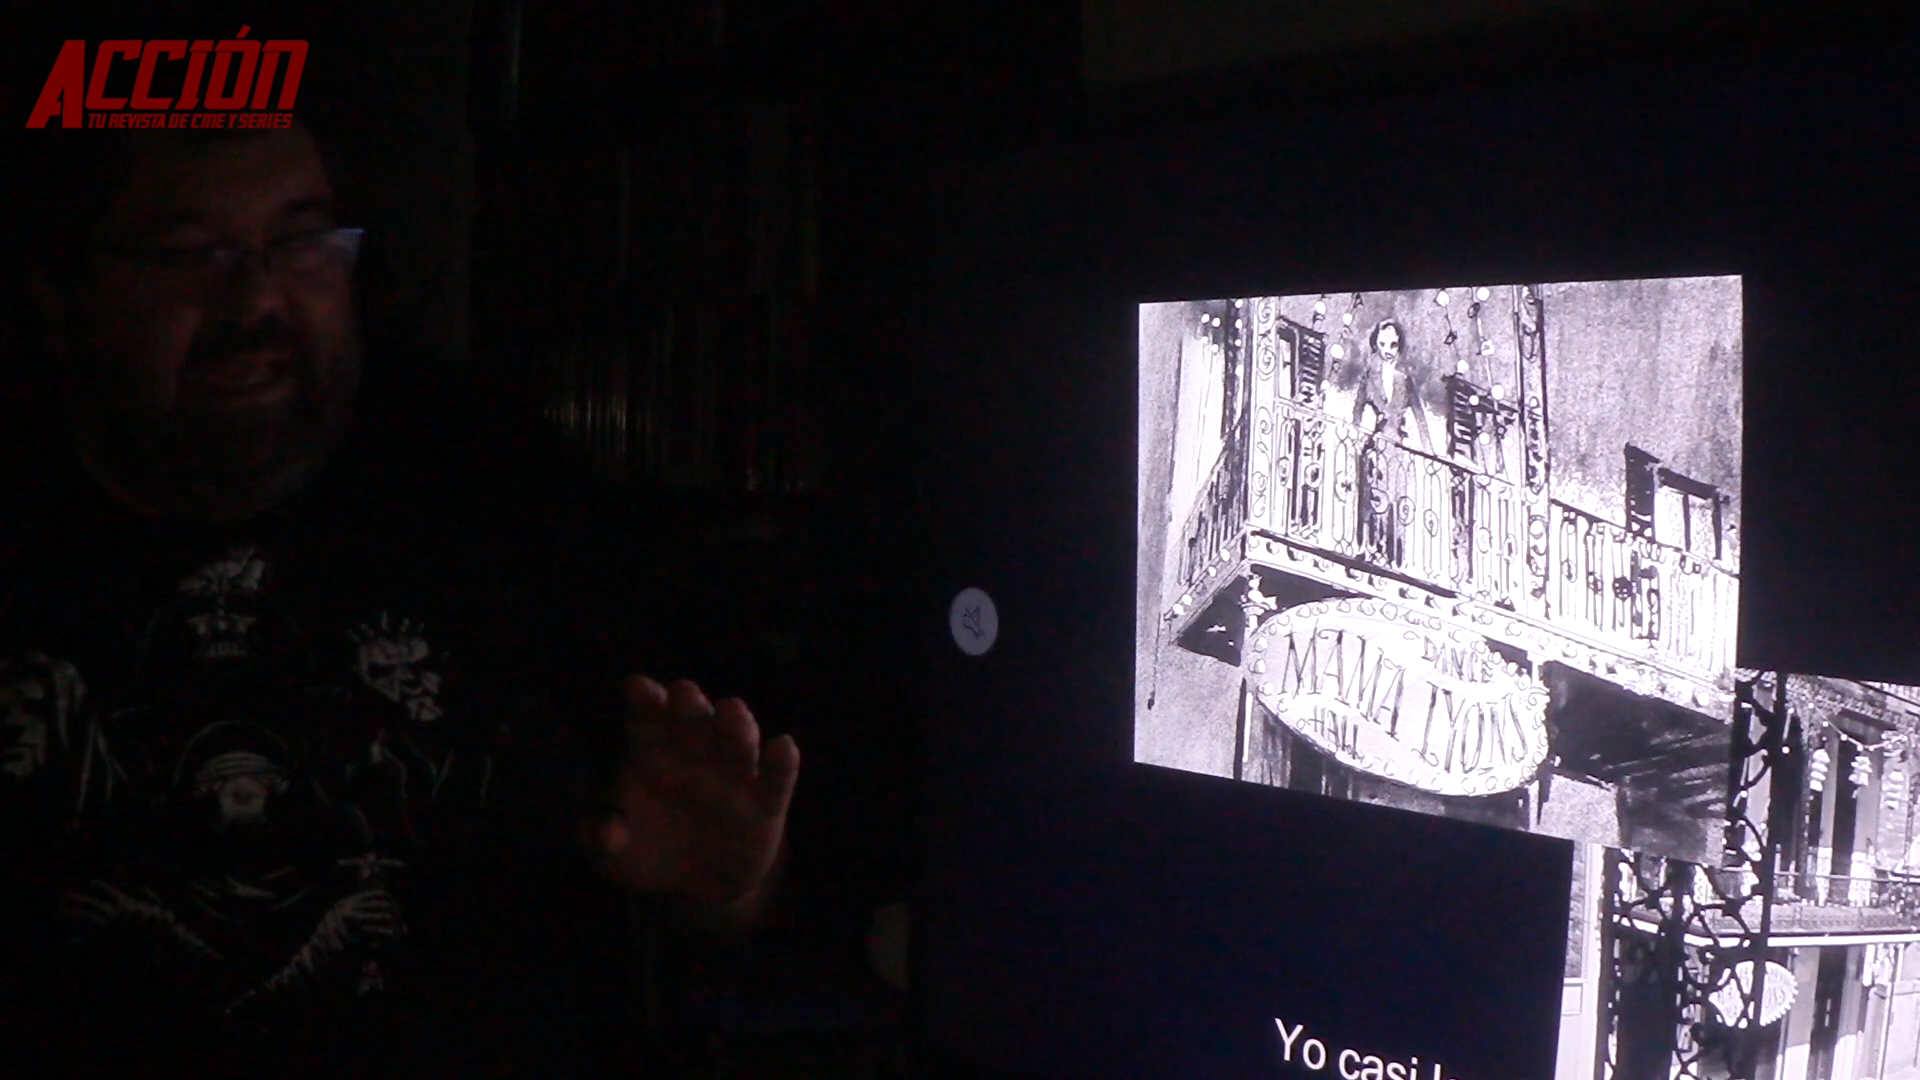 ACCIÓN
TU REVISTA DE CINE Y SERIES
DANCE
MAMA LYONS
HALL
Yo casi